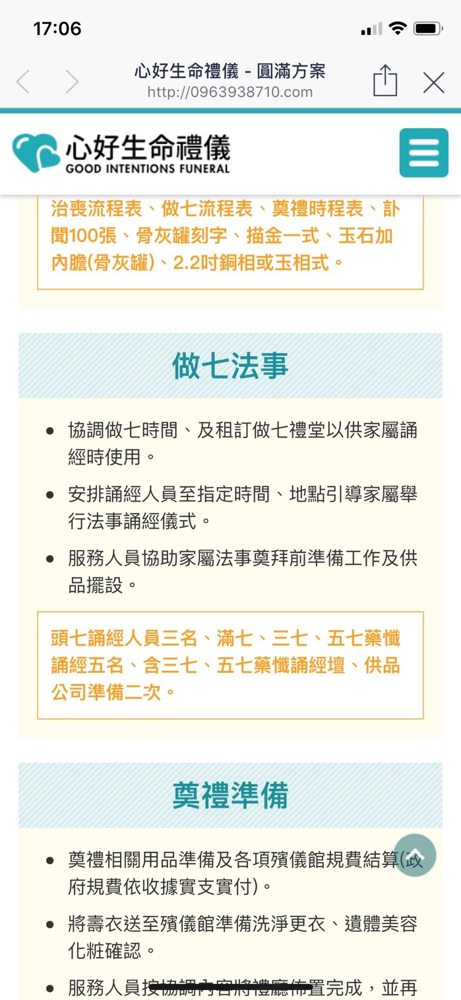 17:06
心好生命禮儀 - 圓滿方案
http://0963938710.com
心好生命禮儀
GOOD INTENTIONS FUNERAL
治喪流程表、做七流程表、奠禮時程表、訃
聞100張、骨灰罐刻字、描金一式、玉石加
內膽(骨灰罐)、2.2吋銅相或玉相式。
做七法事
● 協調做七時間、及租訂做七禮堂以供家屬誦
經時使用。
● 安排誦經人員至指定時間、地點引導家屬舉
行法事誦經儀式。
● 服務人員協助家屬法事奠拜前準備工作及供
品擺設。
頭七誦經人員三名、滿七、三七、五七藥懺
誦經五名、含三七、五七藥懺誦經壇、供品
公司準備二次。
奠禮準備
● 奠禮相關用品準備及各項殯儀館規費結算(政
府規費依收據實支實付)。
● 將壽衣送至殯儀館準備洗淨更衣、遺體美容
化粧確認。
● 服務人員按協調內容將禮廳佈置完成，並再